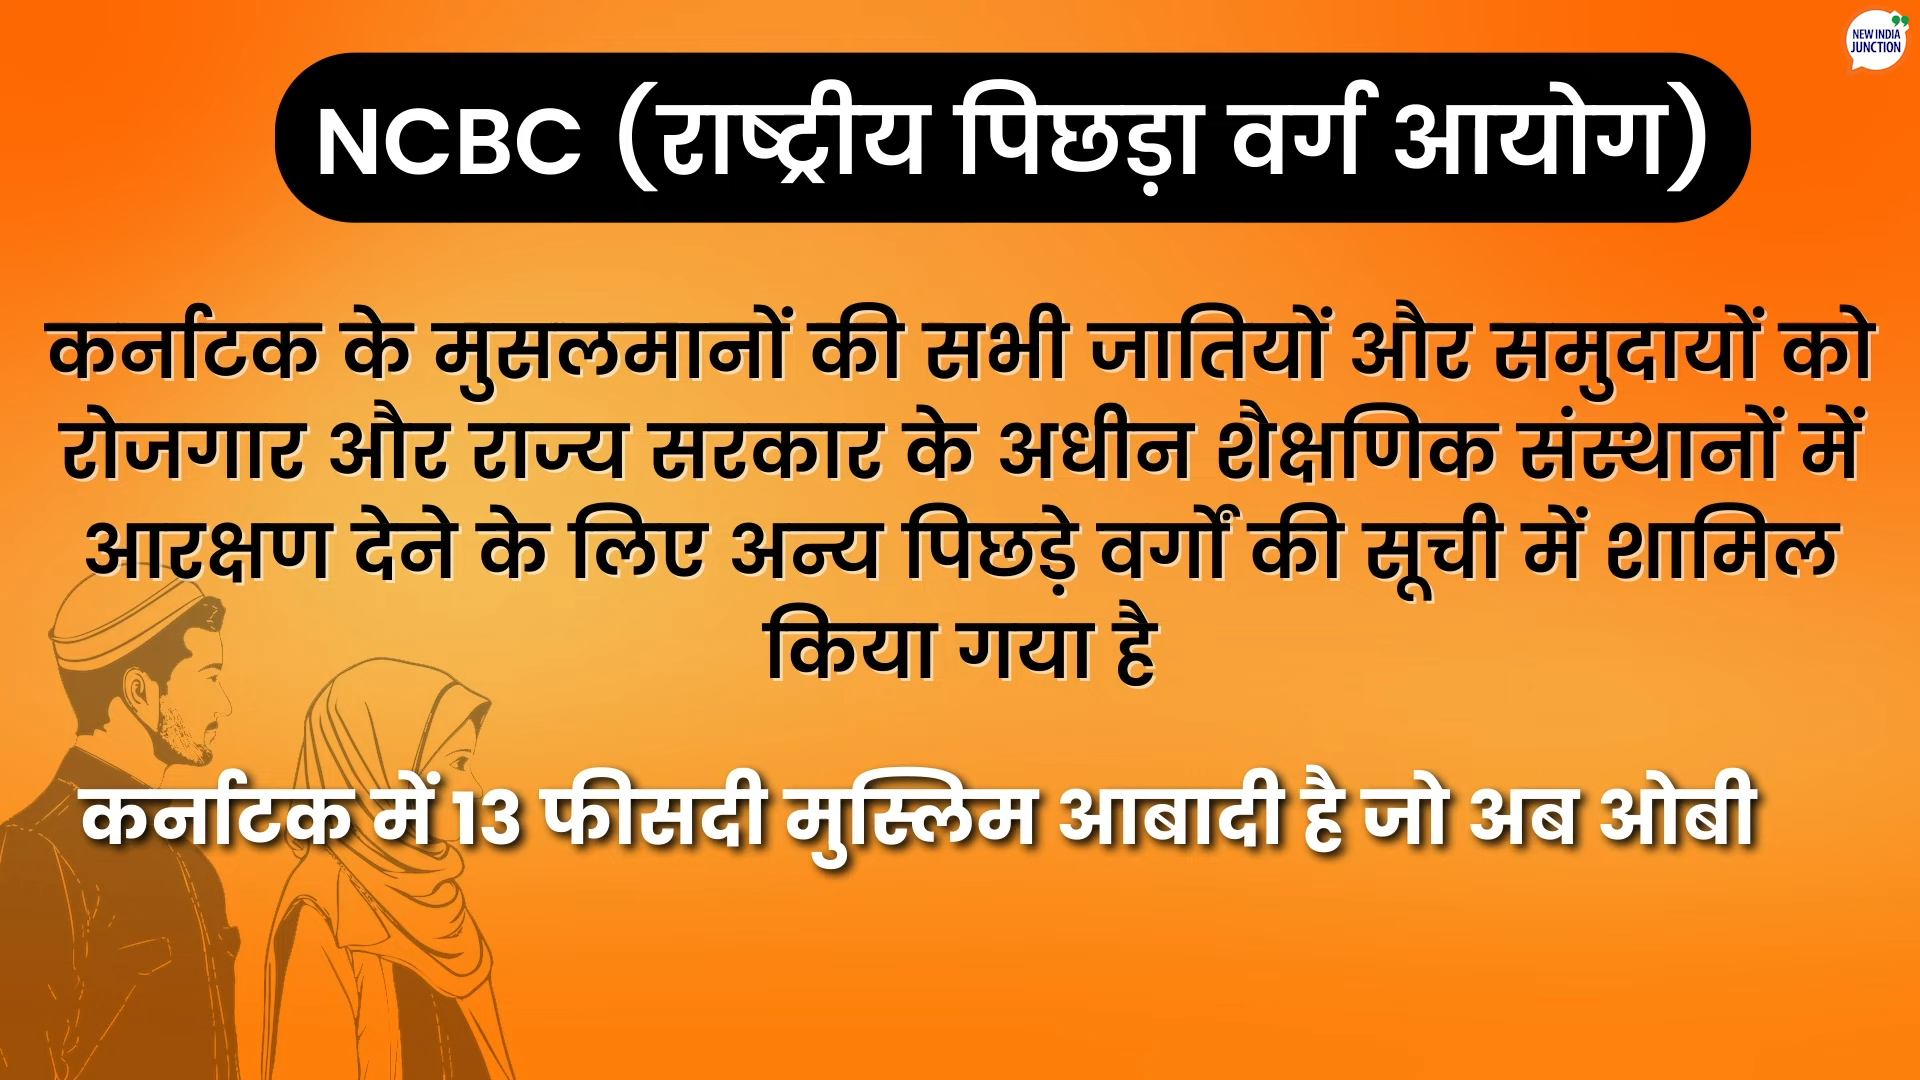 NEW INDIA
JUNCTION
NCBC (राष्ट्रीय पिछड़ा वर्ग आयोग)
कर्नाटक के मुसलमानों की सभी जातियों और समुदायों को
रोजगार और राज्य सरकार के अधीन शैक्षणिक संस्थानों में
आरक्षण देने के लिए अन्य पिछड़े वर्गों की सूची में शामिल
किया गया है
कर्नाटक में 13 फीसदी मुस्लिम आबादी है जो अब ओबी